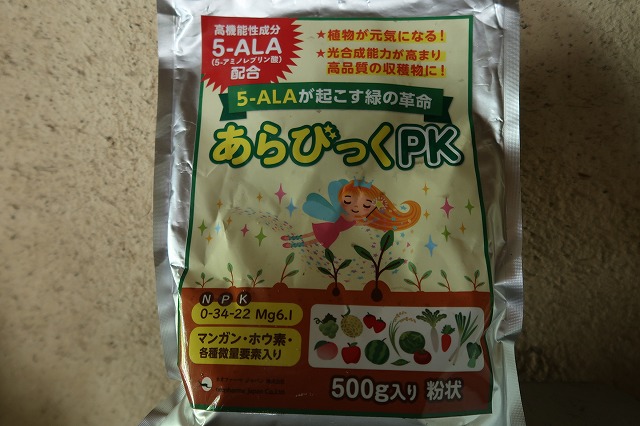 高機能性成分
5-ALA
(5-アミノレブリン酸)
配合
★植物が元気になる!
★光合成能力が高まり
高品質の収穫物に!
5-ALAが起こす緑の革命
あらびっくPK
N P K
0-34-22 Mg6.1
マンガン・ホウ素・
各種微量要素入り
500g入り 粉状